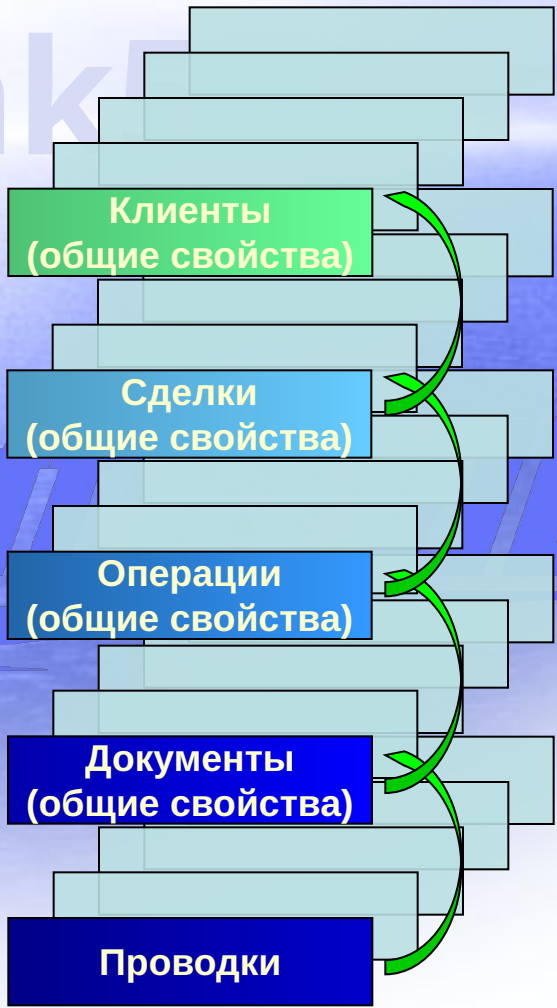 Клиенты
(общие свойства)
Сделки
(общие свойства)
Операции
(общие свойства)
Документы
(общие свойства)
Проводки